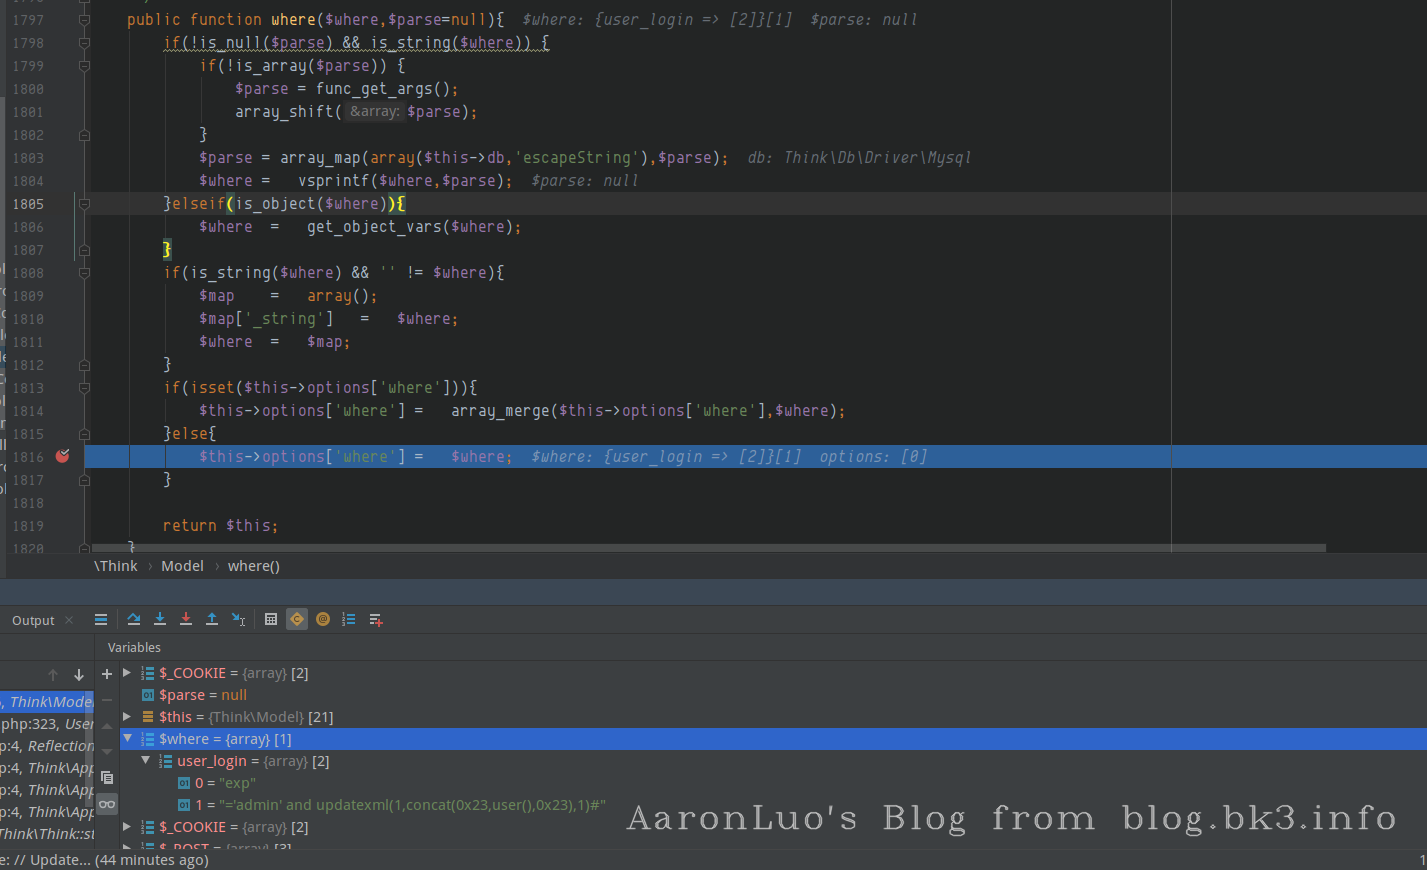 1796 */
1797 public function where($where,$parse=null){ $where: {user_login => [2]}[1] $parse: null
1798 if(!is_null($parse) && is_string($where)) {
1799 if(!is_array($parse)) {
1800 $parse = func_get_args();
1801 array_shift( &array: $parse);
1802 }
1803 $parse = array_map(array($this->db,'escapeString'),$parse); db: Think\Db\Driver\Mysql
1804 $where = vsprintf($where,$parse); $parse: null
1805 }elseif(is_object($where)){
1806 $where = get_object_vars($where);
1807 }
1808 if(is_string($where) && '' != $where){
1809 $map = array();
1810 $map['_string'] = $where;
1811 $where = $map;
1812 }
1813 if(isset($this->options['where'])){
1814 $this->options['where'] = array_merge($this->options['where'],$where);
1815 }else{
1816 $this->options['where'] = $where; $where: {user_login => [2]}[1] options: [0]
1817 }
1818
1819 return $this;
1820 }
\Think › Model › where()
Output ×
Variables
$_COOKIE = {array} [2]
$parse = null
, Think\Mode
$this = {Think\Model} [21]
php:323, User
$where = {array} [1]
p:4, Reflection
user_login = {array} [2]
p:4, Think\App
0 = "exp"
p:4, Think\App
1 = "='admin' and updatexml(1,concat(0x23,user(),0x23),1)#"
p:4, Think\App
$_COOKIE = {array} [2]
Think\Think::st
$_POST = {array} [3]
AaronLuo's Blog from blog.bk3.info
e: // Update... (44 minutes ago)
1